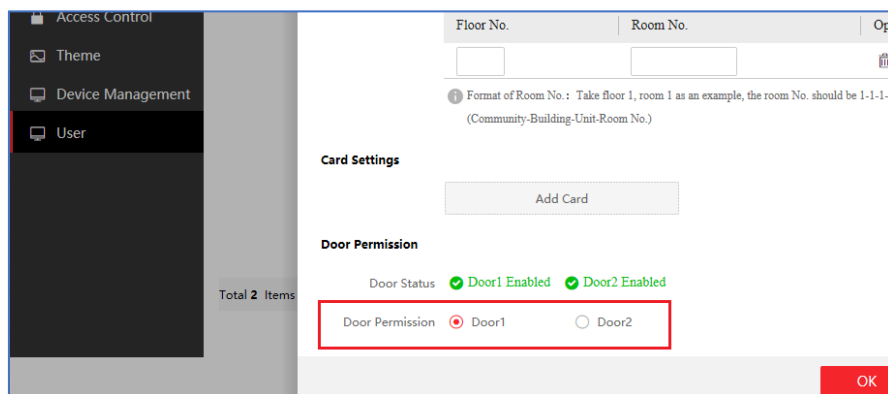 Access Control
Theme
Device Management
User
Total 2 Items
Floor No. Room No.
Format of Room No.: Take floor 1, room 1 as an example, the room No. should be 1-1-1-
(Community-Building-Unit-Room No.)
Card Settings
Add Card
Door Permission
Door Status Door1 Enabled Door2 Enabled
Door Permission Door1 Door2
OK